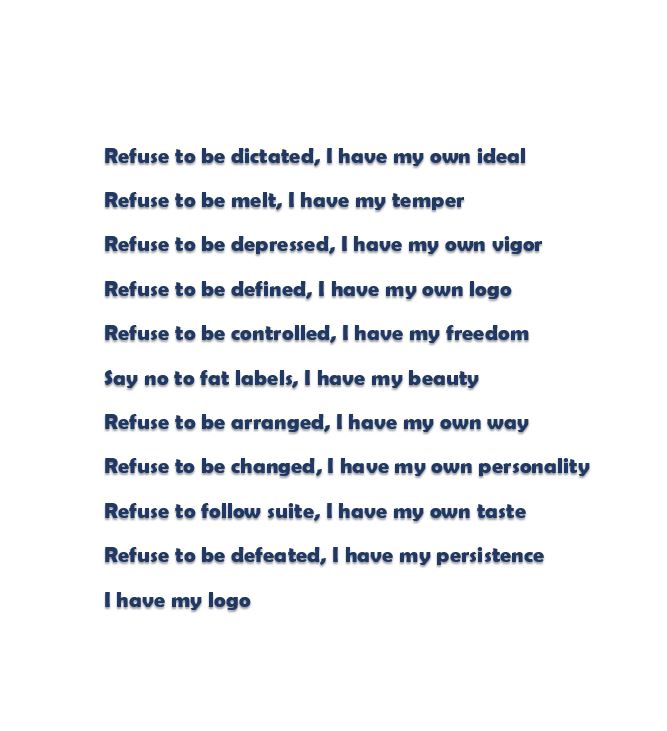 Refuse to be dictated, I have my own ideal
Refuse to be melt, I have my temper
Refuse to be depressed, I have my own vigor
Refuse to be defined, I have my own logo
Refuse to be controlled, I have my freedom
Say no to fat labels, I have my beauty
Refuse to be arranged, I have my own way
Refuse to be changed, I have my own personality
Refuse to follow suite, I have my own taste
Refuse to be defeated, I have my persistence
I have my logo